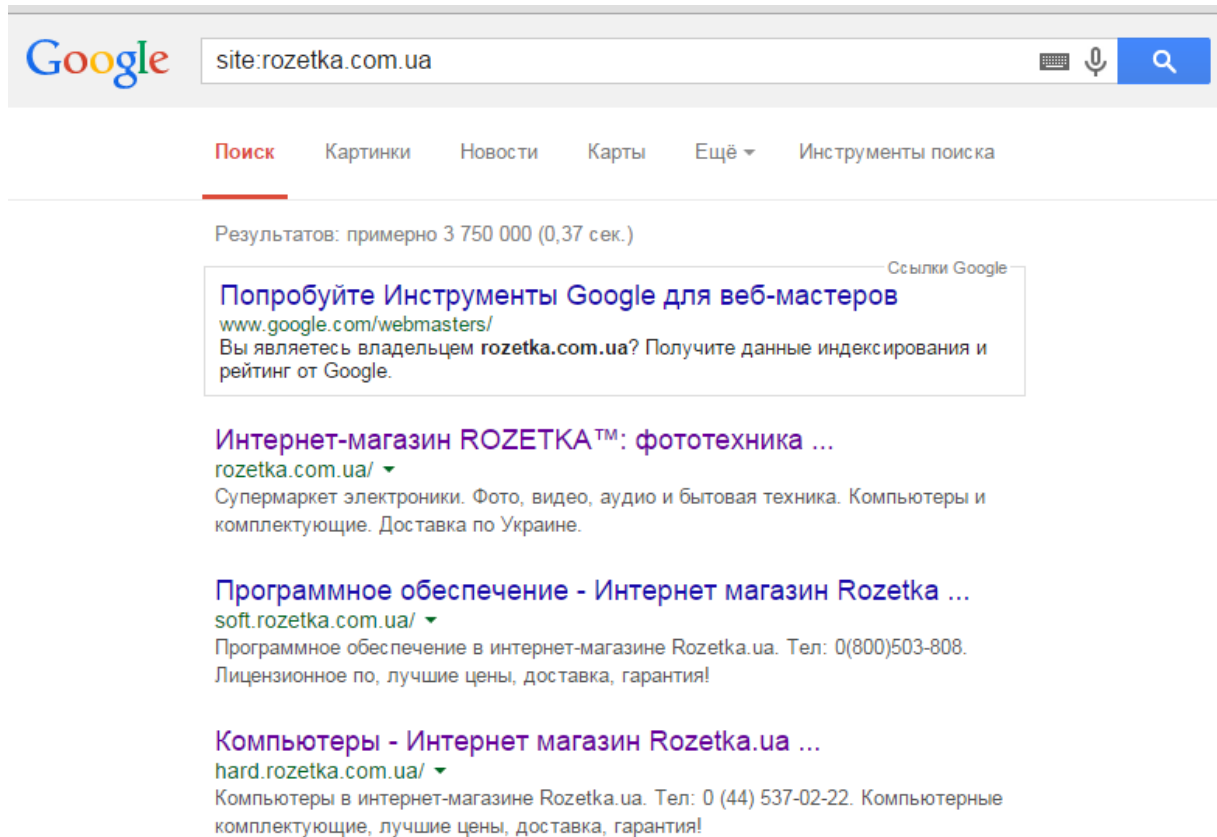 Google
site:rozetka.com.ua
Поиск Картинки Новости Карты Ещё Инструменты поиска
Результатов: примерно 3 750 000 (0,37 сек.)
Ссылки Google
Попробуйте Инструменты Google для веб-мастеров
www.google.com/webmasters/
Вы являетесь владельцем rozetka.com.ua? Получите данные индексирования и
рейтинг от Google.
Интернет-магазин ROZETKA™: фототехника ...
rozetka.com.ua/
Супермаркет электроники. Фото, видео, аудио и бытовая техника. Компьютеры и
комплектующие. Доставка по Украине.
Программное обеспечение - Интернет магазин Rozetka ...
soft.rozetka.com.ua/
Программное обеспечение в интернет-магазине Rozetka.ua. Тел: 0(800)503-808.
Лицензионное по, лучшие цены, доставка, гарантия!
Компьютеры - Интернет магазин Rozetka.ua ...
hard.rozetka.com.ua/
Компьютеры в интернет-магазине Rozetka.ua. Тел: 0 (44) 537-02-22. Компьютерные
комплектующие, лучшие цены, доставка, гарантия!